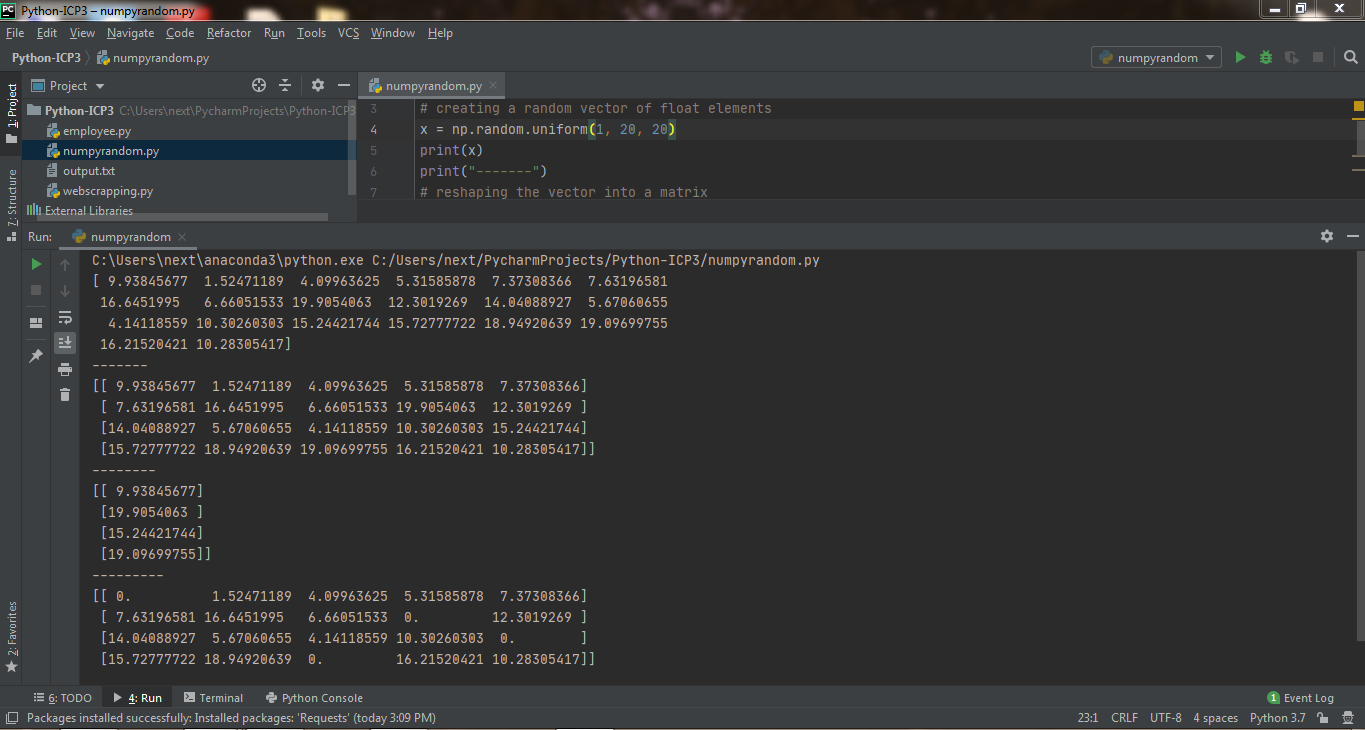 PC Python-ICP3 – numpyrandom.py
File Edit View Navigate Code Refactor Run Tools VCS Window Help
Python-ICP3 numpyrandom.py numpyrandom
1: Project
Project numpyrandom.py
Python-ICP3 C:\Users\next\PycharmProjects\Python-ICP3
employee.py
numpyrandom.py
output.txt
webscrapping.py
External Libraries
3 # creating a random vector of float elements
4 x = np.random.uniform(1, 20, 20)
5 print(x)
6 print("-------")
7 # reshaping the vector into a matrix
7: Structure
Run: numpyrandom
C:\Users\next\anaconda3\python.exe C:/Users/next/PycharmProjects/Python-ICP3/numpyrandom.py
[ 9.93845677  1.52471189  4.09963625  5.31585878  7.37308366  7.63196581
 16.6451995   6.66051533 19.9054063  12.3019269  14.04088927  5.67060655
  4.14118559 10.30260303 15.24421744 15.72777722 18.94920639 19.09699755
 16.21520421 10.28305417]
-------
[[ 9.93845677  1.52471189  4.09963625  5.31585878  7.37308366]
 [ 7.63196581 16.6451995   6.66051533 19.9054063  12.3019269 ]
 [14.04088927  5.67060655  4.14118559 10.30260303 15.24421744]
 [15.72777722 18.94920639 19.09699755 16.21520421 10.28305417]]
--------
[[ 9.93845677]
 [19.9054063 ]
 [15.24421744]
 [19.09699755]]
---------
[[ 0.          1.52471189  4.09963625  5.31585878  7.37308366]
 [ 7.63196581 16.6451995   6.66051533  0.         12.3019269 ]
 [14.04088927  5.67060655  4.14118559 10.30260303  0.        ]
 [15.72777722 18.94920639  0.         16.21520421 10.28305417]]
2: Favorites
6: TODO 4: Run Terminal Python Console 1 Event Log
Packages installed successfully: Installed packages: 'Requests' (today 3:09 PM) 23:1 CRLF UTF-8 4 spaces Python 3.7